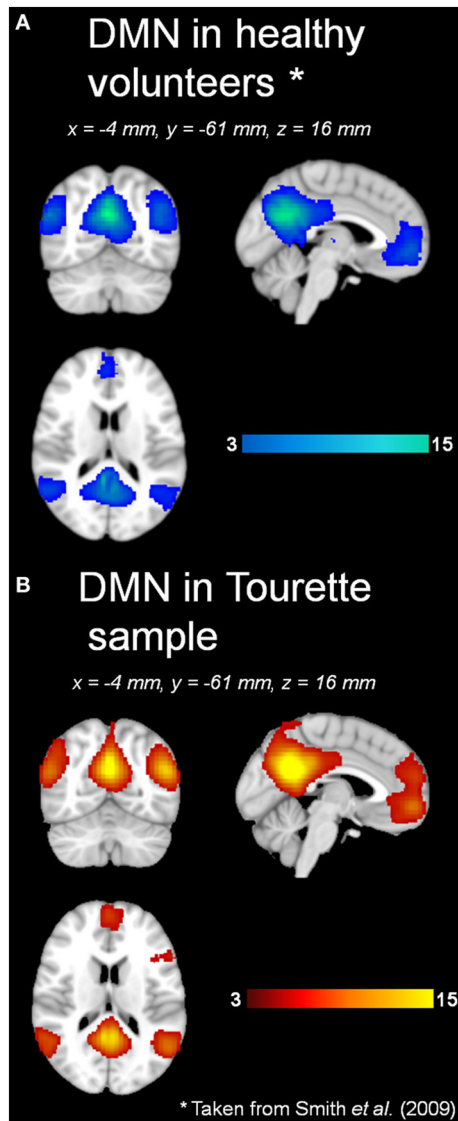 A
DMN in healthy
volunteers *
x = -4 mm, y = -61 mm, z = 16 mm
3 15
B
DMN in Tourette
sample
x = -4 mm, y = -61 mm, z = 16 mm
3 15
* Taken from Smith et al. (2009)